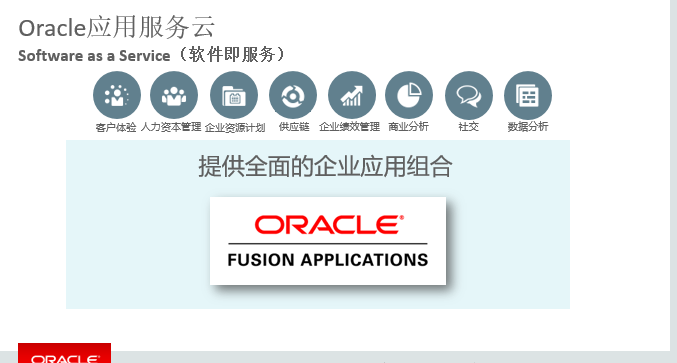 Oracle应用服务云
Software as a Service（软件即服务）
客户体验 人力资本管理 企业资源计划 供应链 企业绩效管理 商业分析 社交 数据分析
提供全面的企业应用组合
ORACLE®
FUSION APPLICATIONS
ORACLE®